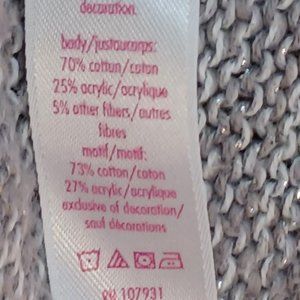 decoration.
body/justaucorps:
70% cotton/coton
25% acrylic/acrylique
5% other fibers/autres
fibres
motif/motif:
73% cotton/coton
27% acrylic/acrylique
exclusive of decoration/
sauf décorations
107931